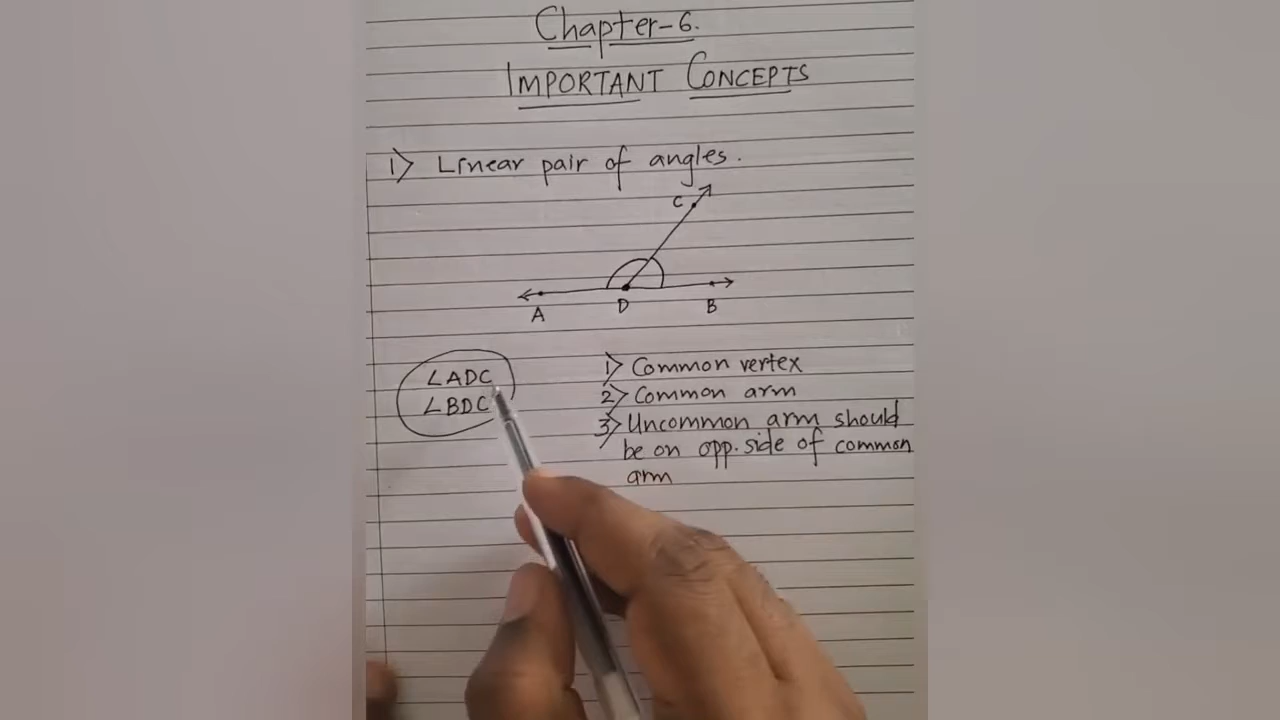 Chapter-6.
IMPORTANT CONCEPTS
1) Linear pair of angles.
C
A D B
∠ADC
∠BDC
1) Common vertex
2) Common arm
3) Uncommon arm should
be on opp. side of common
arm